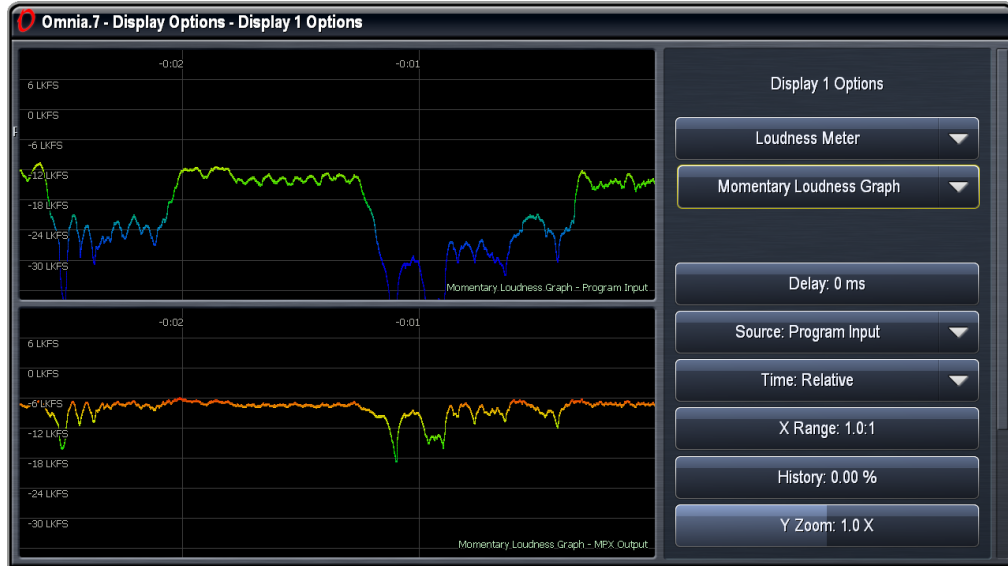 Omnia.7 - Display Options - Display 1 Options
-0:02 -0:01
6 LKFS
0 LKFS
-6 LKFS
-12 LKFS
-18 LKFS
-24 LKFS
-30 LKFS
Momentary Loudness Graph - Program Input
-0:02 -0:01
6 LKFS
0 LKFS
-6 LKFS
-12 LKFS
-18 LKFS
-24 LKFS
-30 LKFS
Momentary Loudness Graph - MPX Output
Display 1 Options
Loudness Meter
Momentary Loudness Graph
Delay: 0 ms
Source: Program Input
Time: Relative
X Range: 1.0:1
History: 0.00 %
Y Zoom: 1.0 X